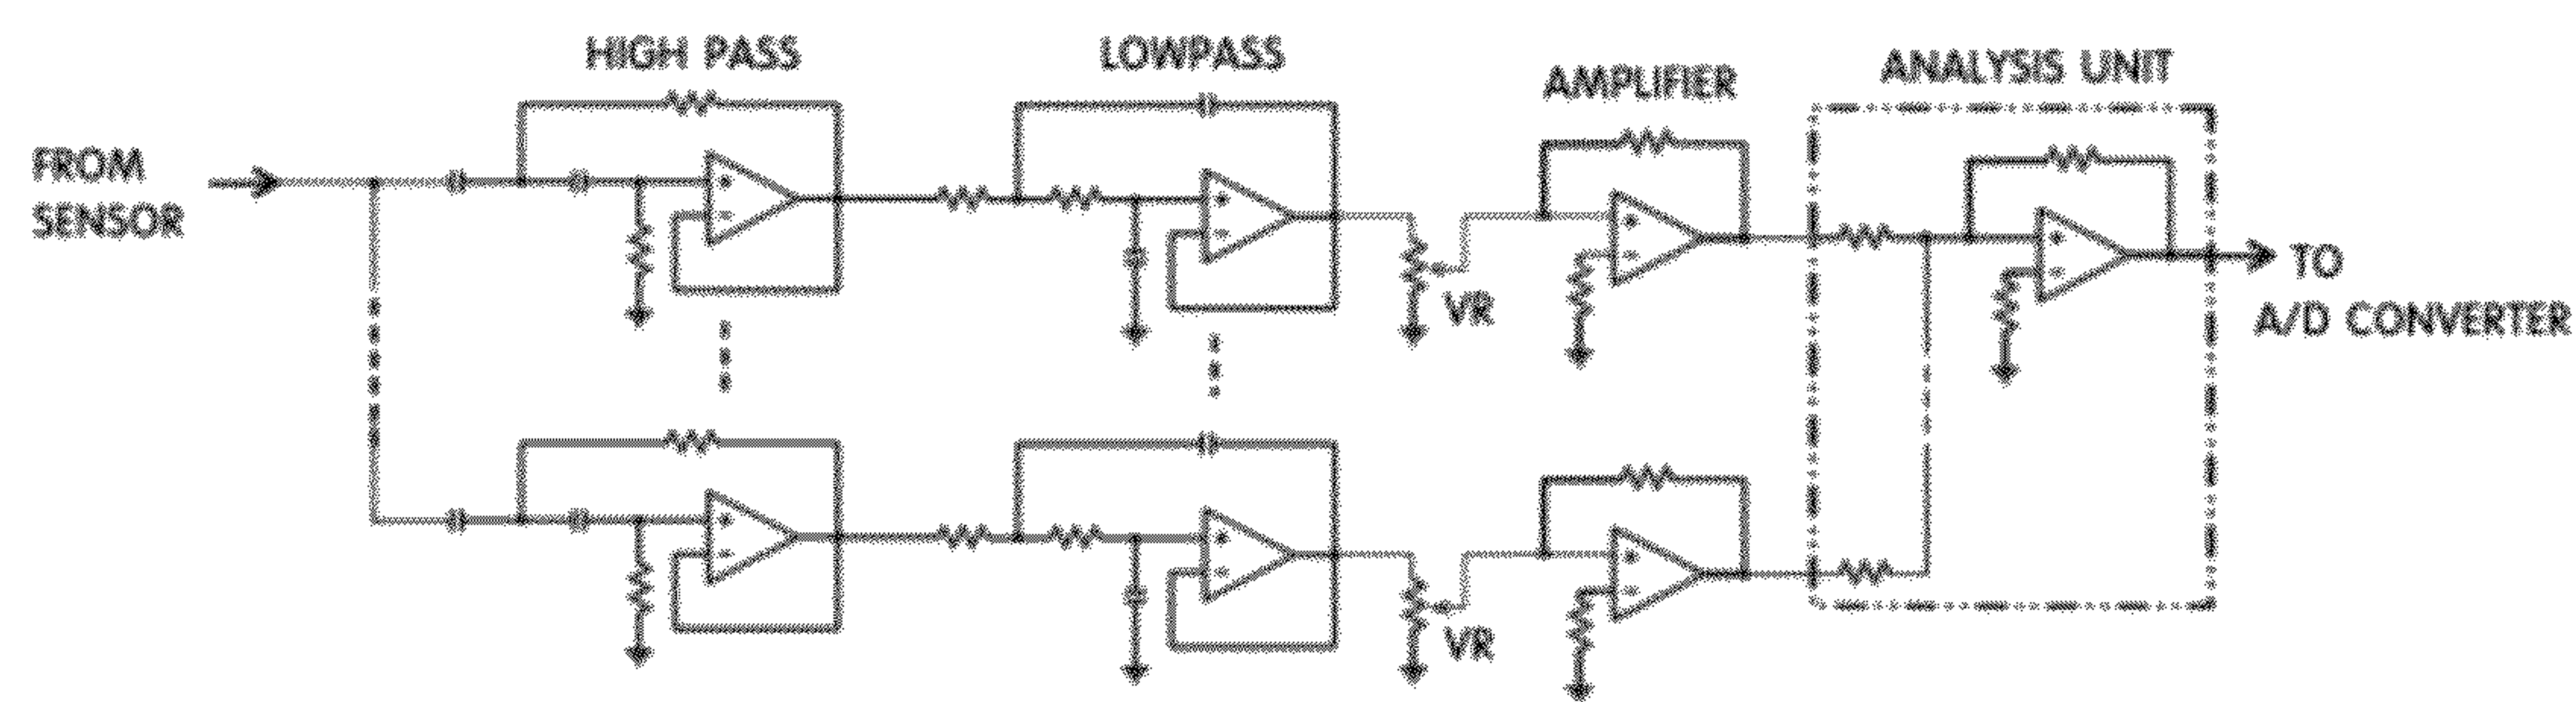 HIGH PASS
LOWPASS
AMPLIFIER
ANALYSIS UNIT
FROM
SENSOR
VR
TO
A/D CONVERTER
VR